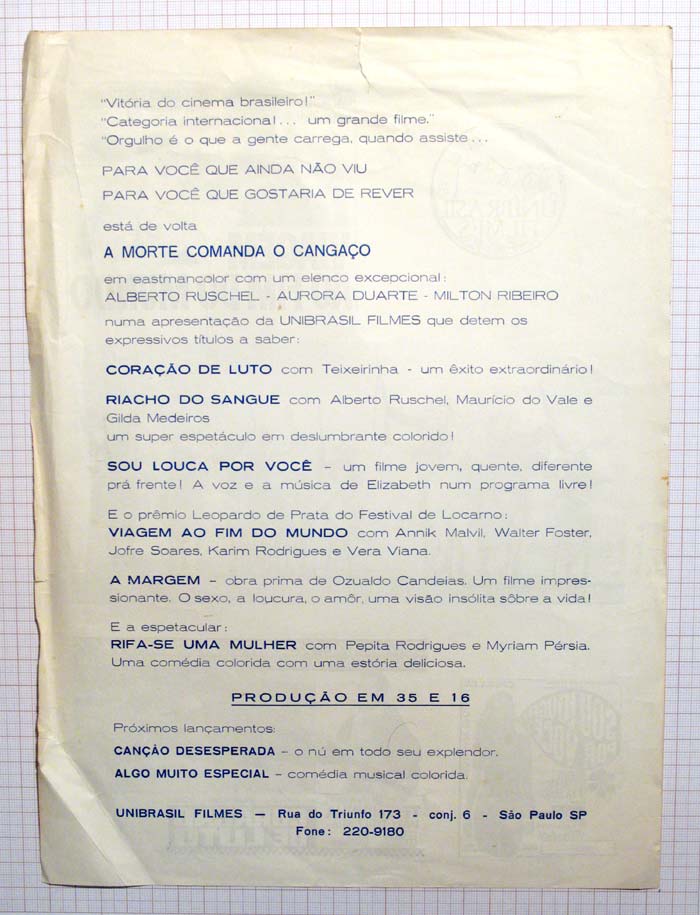 "Vitória do cinema brasileiro!"
"Categoria internacional... um grande filme."
"Orgulho é o que a gente carrega, quando assiste...
PARA VOCÊ QUE AINDA NÃO VIU
PARA VOCÊ QUE GOSTARIA DE REVER
está de volta
A MORTE COMANDA O CANGAÇO
em eastmancolor com um elenco excepcional:
ALBERTO RUSCHEL - AURORA DUARTE - MILTON RIBEIRO
numa apresentação da UNIBRASIL FILMES que detem os
expressivos títulos a saber:
CORAÇÃO DE LUTO com Teixeirinha - um êxito extraordinário!
RIACHO DO SANGUE com Alberto Ruschel, Maurício do Vale e
Gilda Medeiros
um super espetáculo em deslumbrante colorido!
SOU LOUCA POR VOCÊ - um filme jovem, quente, diferente
prá frente! A voz e a música de Elizabeth num programa livre!
E o prêmio Leopardo de Prata do Festival de Locarno:
VIAGEM AO FIM DO MUNDO com Annik Malvil, Walter Foster,
Jofre Soares, Karim Rodrigues e Vera Viana.
A MARGEM - obra prima de Ozualdo Candeias. Um filme impres-
sionante. O sexo, a loucura, o amôr, uma visão insólita sôbre a vida!
E a espetacular:
RIFA-SE UMA MULHER com Pepita Rodrigues e Myriam Pérsia.
Uma comédia colorida com uma estória deliciosa.
PRODUÇÃO EM 35 E 16
Próximos lançamentos:
CANÇÀO DESESPERADA - o nú em todo seu explendor.
ALGO MUITO ESPECIAL - comédia musical colorida.
UNIBRASIL FILMES — Rua do Triunfo 173 - conj. 6 - São Paulo SP
Fone: 220-9180